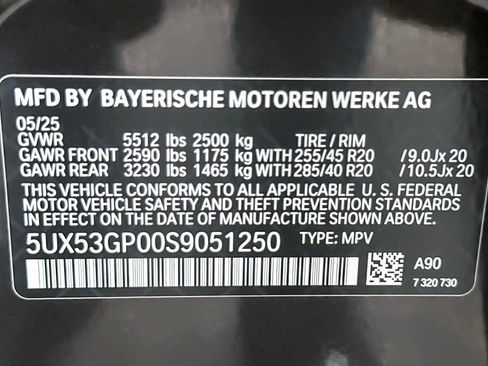 MFD BY BAYERISCHE MOTOREN WERKE AG
05/25
GVWR 5512 lbs 2500 kg TIRE / RIM
GAWR FRONT 2590 lbs 1175 kg WITH 255/45 R20 /9.0Jx 20
GAWR REAR 3230 lbs 1465 kg WITH 285/40 R20 /10.5Jx 20
THIS VEHICLE CONFORMS TO ALL APPLICABLE U. S. FEDERAL
MOTOR VEHICLE SAFETY AND THEFT PREVENTION STANDARDS
IN EFFECT ON THE DATE OF MANUFACTURE SHOWN ABOVE.
5UX53GP00S9051250 TYPE: MPV
A90
7 320 730